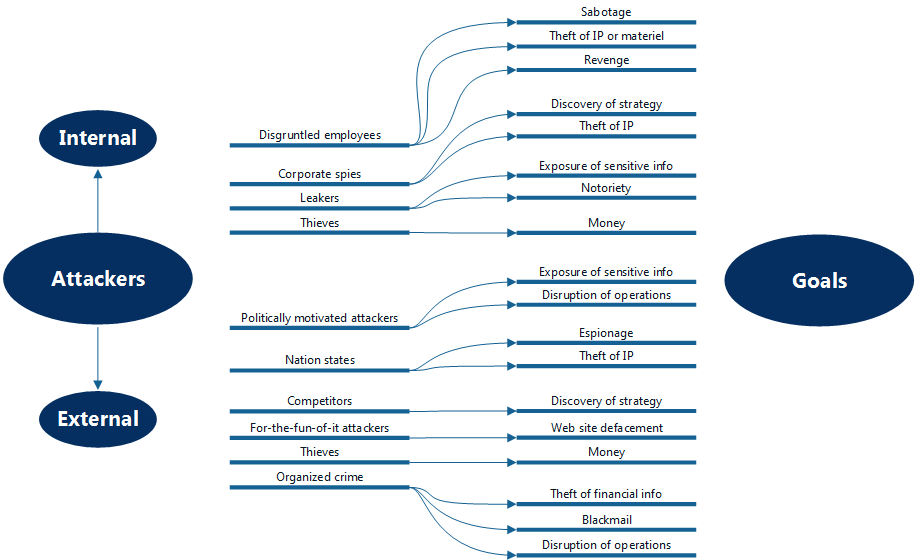 Internal
Attackers
External
Disgruntled employees
Sabotage
Theft of IP or materiel
Revenge
Corporate spies
Discovery of strategy
Theft of IP
Leakers
Exposure of sensitive info
Notoriety
Thieves
Money
Politically motivated attackers
Exposure of sensitive info
Disruption of operations
Nation states
Espionage
Theft of IP
Competitors
Discovery of strategy
For-the-fun-of-it attackers
Web site defacement
Thieves
Money
Organized crime
Theft of financial info
Blackmail
Disruption of operations
Goals